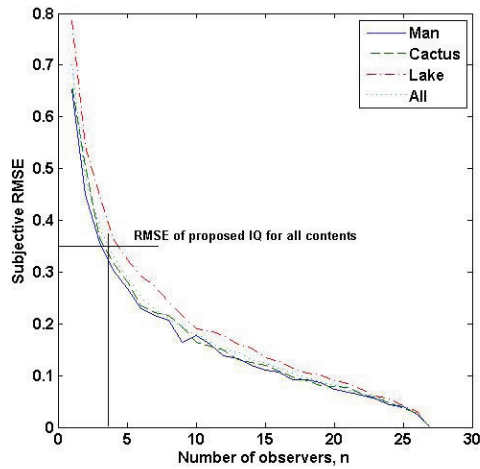 0.8
0.7
0.6
0.5
0.4
0.3
0.2
0.1
0
Subjective RMSE
Man
Cactus
Lake
All
RMSE of proposed IQ for all contents
0 5 10 15 20 25 30
Number of observers, n